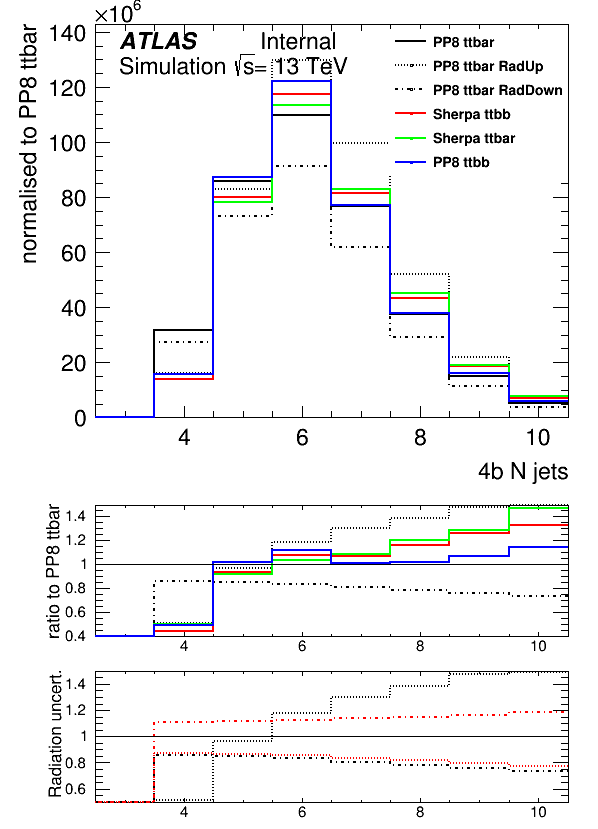 ×10⁶
normalised to PP8 ttbar
140
120
100
80
60
40
20
0
ATLAS Internal
Simulation √s= 13 TeV
PP8 ttbar
PP8 ttbar RadUp
PP8 ttbar RadDown
Sherpa ttbb
Sherpa ttbar
PP8 ttbb
4 6 8 10
4b N jets
ratio to PP8 ttbar
1.4
1.2
1
0.8
0.6
0.4
4 6 8 10
Radiation uncert.
1.4
1.2
1
0.8
0.6
4 6 8 10